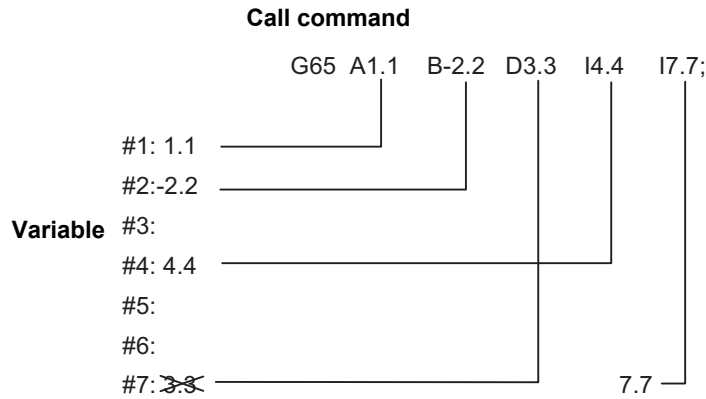 Call command
G65 A1.1 B-2.2 D3.3 I4.4 I7.7;
#1: 1.1
#2:-2.2
Variable #3:
#4: 4.4
#5:
#6:
#7: 3.3 7.7